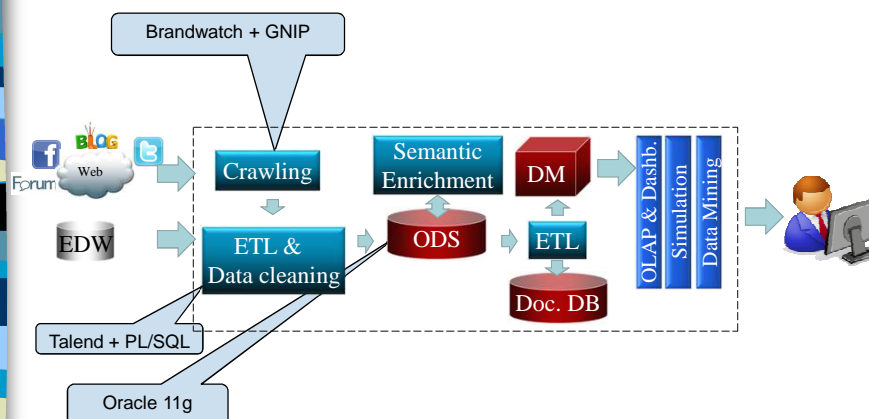 Brandwatch + GNIP
BLOG
f
t
Forum
Web
Crawling
Semantic
Enrichment
DM
OLAP & Dashb.
Simulation
Data Mining
EDW
ETL &
Data cleaning
ODS
ETL
Doc. DB
Talend + PL/SQL
Oracle 11g